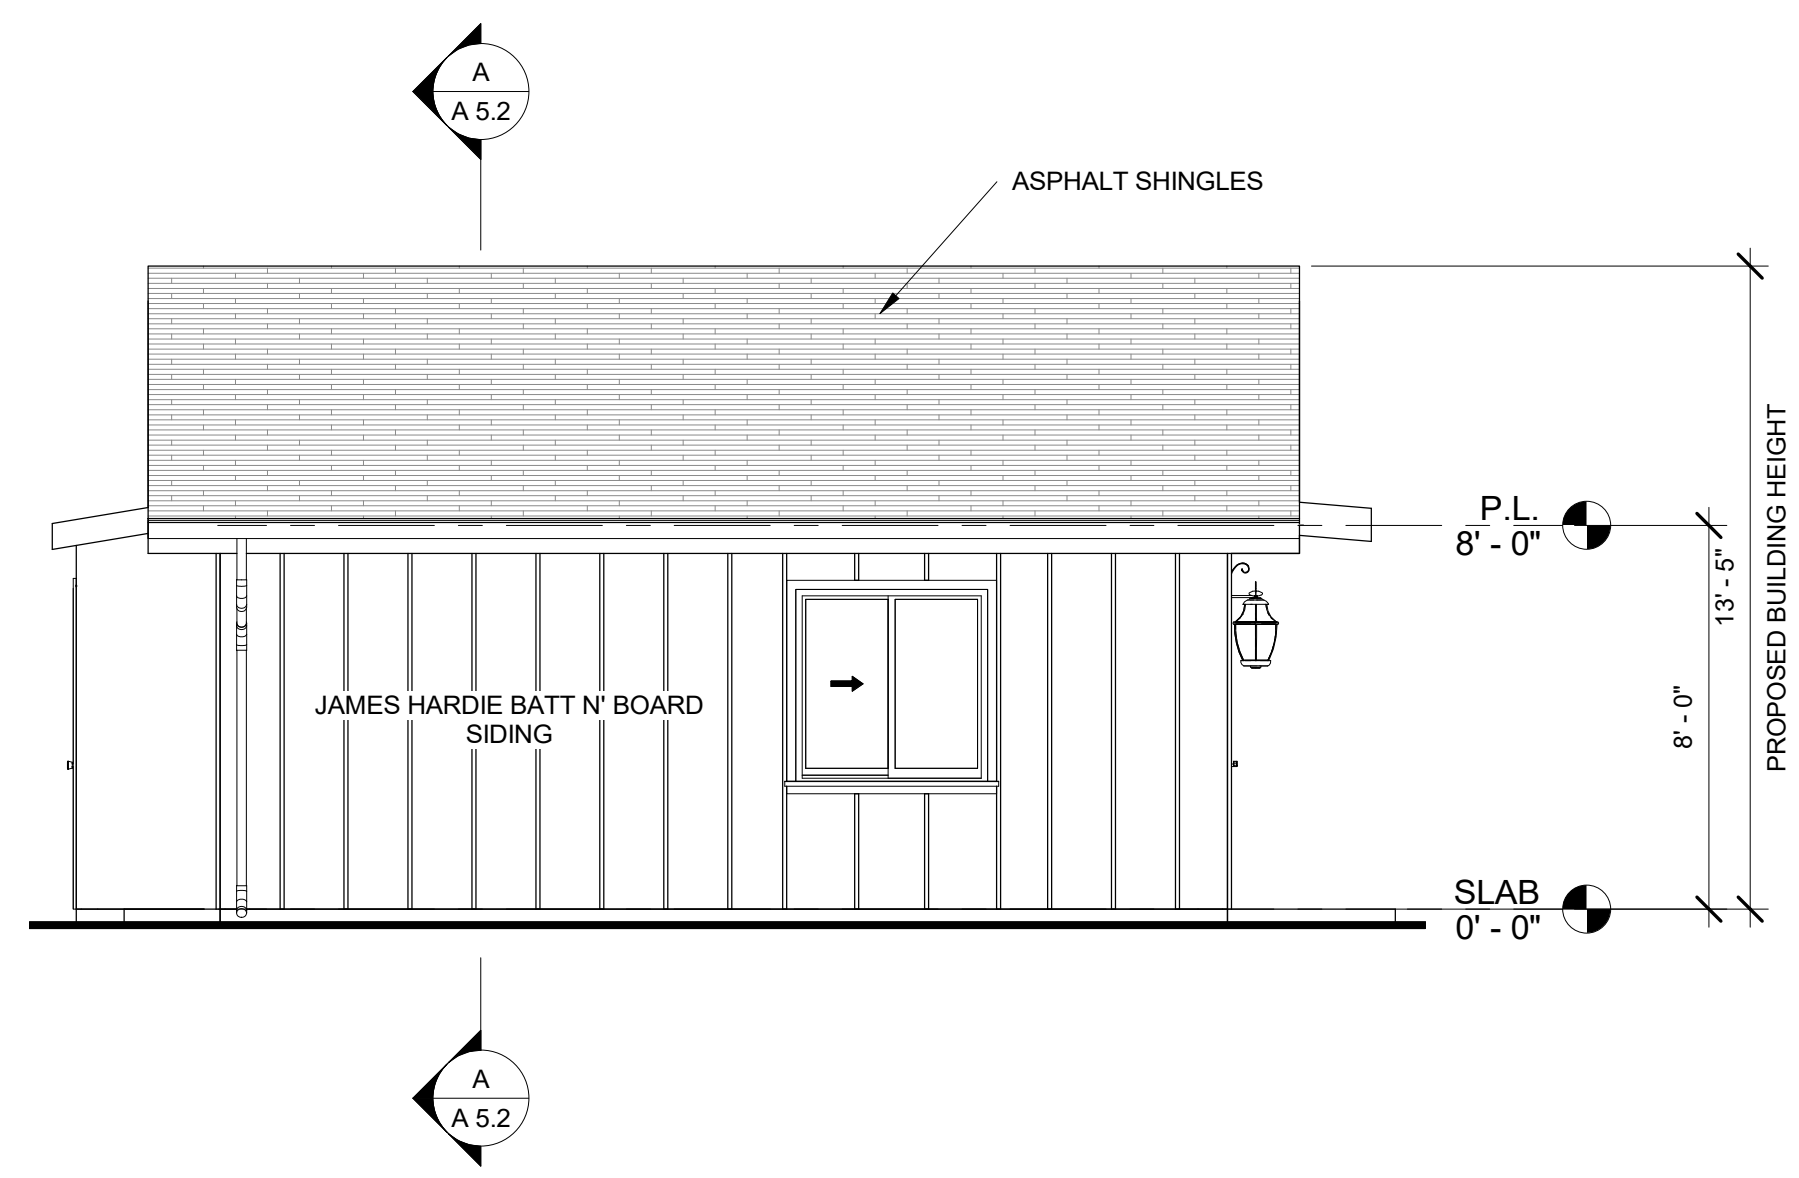 A
A 5.2
ASPHALT SHINGLES
P.L.
8' - 0"
13' - 5"
PROPOSED BUILDING HEIGHT
JAMES HARDIE BATT N' BOARD
SIDING
8' - 0"
SLAB
0' - 0"
A
A 5.2